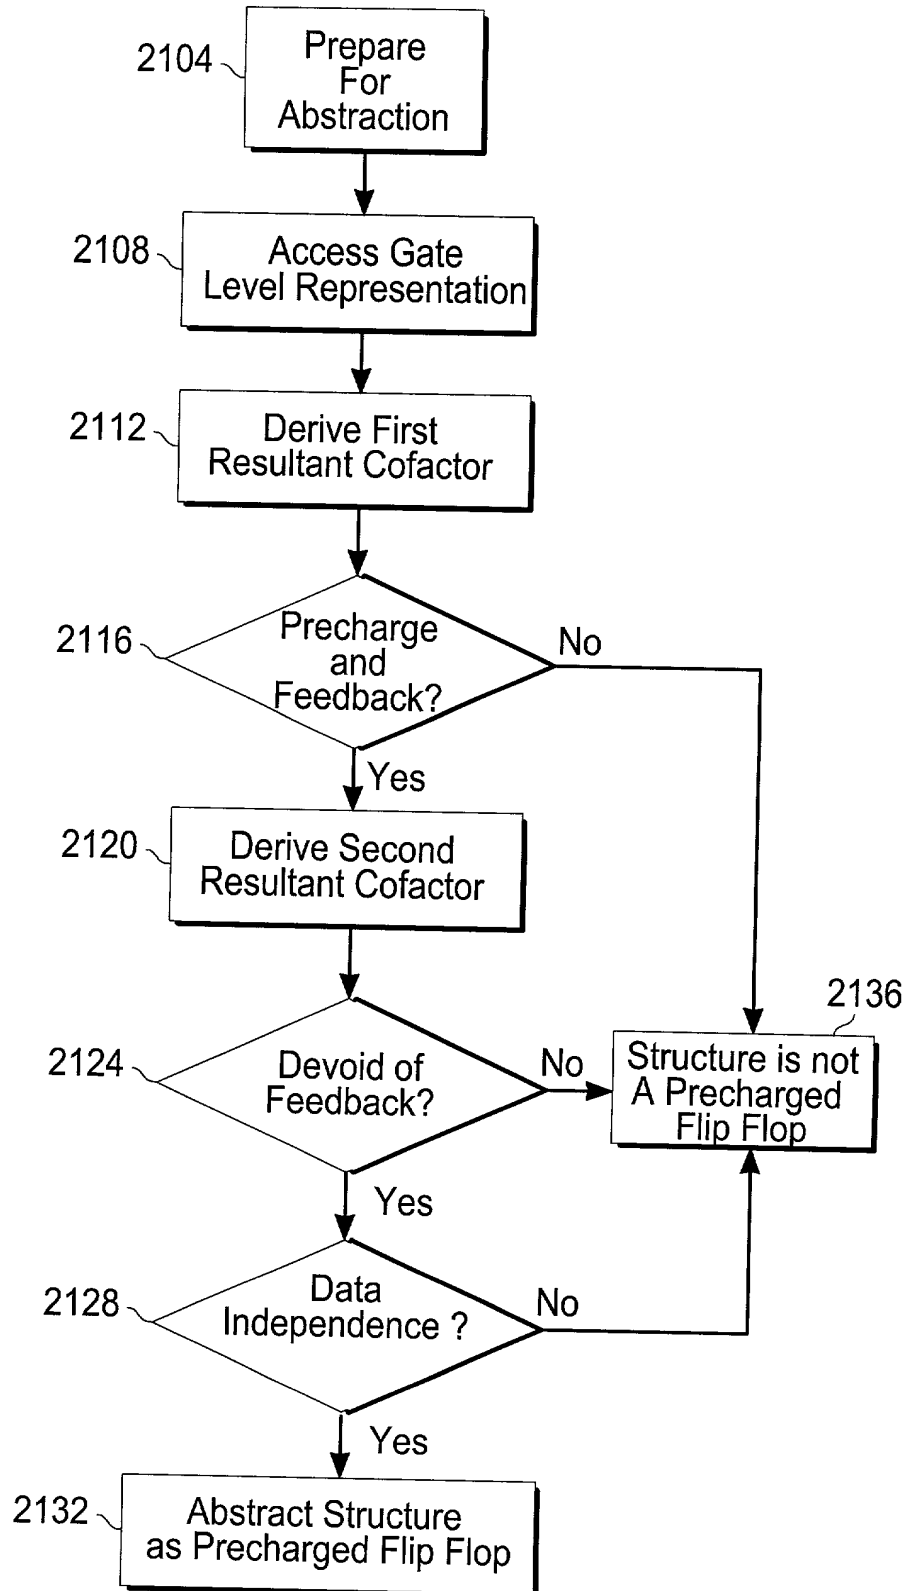 2104
Prepare
For
Abstraction
2108
Access Gate
Level Representation
2112
Derive First
Resultant Cofactor
2116
Precharge
and
Feedback?
No
Yes
2120
Derive Second
Resultant Cofactor
2124
Devoid of
Feedback?
No
2136
Structure is not
A Precharged
Flip Flop
Yes
2128
Data
Independence ?
No
Yes
2132
Abstract Structure
as Precharged Flip Flop